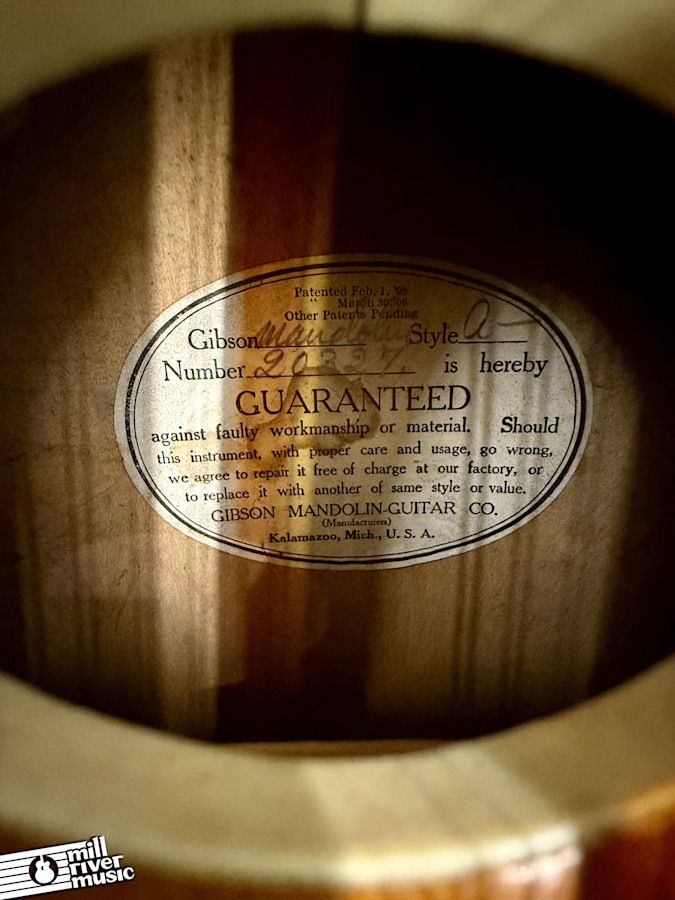 Patented Feb. 1, '98
" March 30, '06
Other Patents Pending
Gibson Mandolin Style A
Number 20327. is hereby
GUARANTEED
against faulty workmanship or material. Should
this instrument, with proper care and usage, go wrong,
we agree to repair it free of charge at our factory, or
to replace it with another of same style or value.
GIBSON MANDOLIN-GUITAR CO.
(Manufacturers)
Kalamazoo, Mich., U. S. A.
mill
river
music